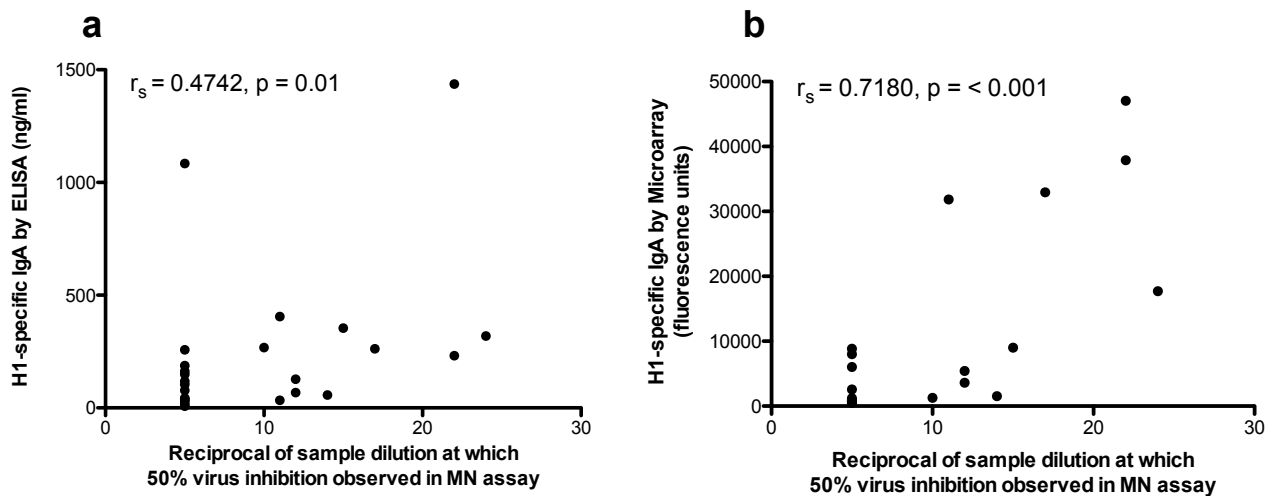 a
r_s = 0.4742, p = 0.01
1500
1000
500
0
H1-specific IgA by ELISA (ng/ml)
0
10
20
30
Reciprocal of sample dilution at which
50% virus inhibition observed in MN assay
b
r_s = 0.7180, p = < 0.001
50000
40000
30000
20000
10000
0
H1-specific IgA by Microarray
(fluorescence units)
0
10
20
30
Reciprocal of sample dilution at which
50% virus inhibition observed in MN assay